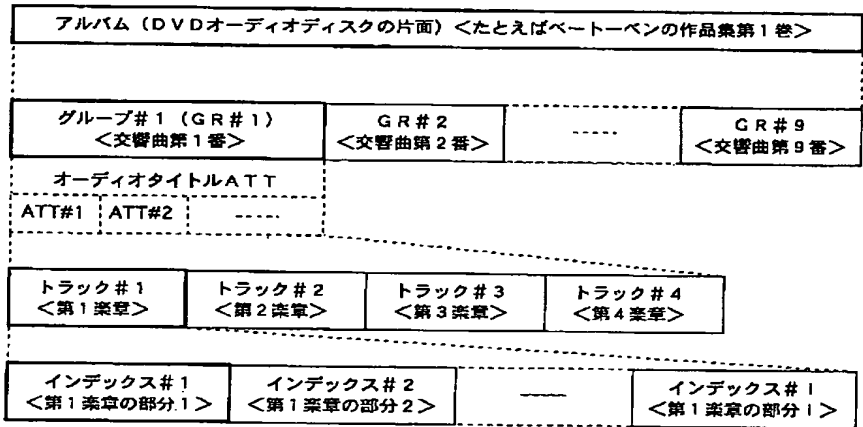 アルバム（DVDオーディオディスクの片面）＜たとえばベートーベンの作品集第1巻＞
グループ#1（GR#1）
＜交響曲第1番＞
GR#2
＜交響曲第2番＞
-----
GR#9
＜交響曲第9番＞
オーディオタイトルATT
ATT#1
ATT#2
-----
トラック#1
＜第1楽章＞
トラック#2
＜第2楽章＞
トラック#3
＜第3楽章＞
トラック#4
＜第4楽章＞
インデックス#1
＜第1楽章の部分1＞
インデックス#2
＜第1楽章の部分2＞
-----
インデックス#I
＜第1楽章の部分I＞